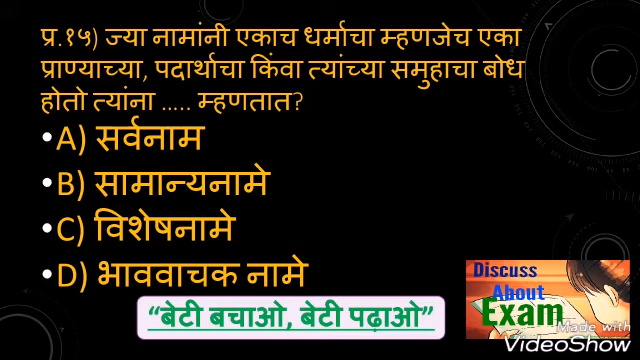 प्र.१५) ज्या नामांनी एकाच धर्माचा म्हणजेच एका
प्राण्याच्या, पदार्थाचा किंवा त्यांच्या समुहाचा बोध
होतो त्यांना ..... म्हणतात?
•A) सर्वनाम
•B) सामान्यनामे
•C) विशेषनामे
•D) भाववाचक नामे
“बेटी बचाओ, बेटी पढ़ाओ”
Discuss
About
Exam
Made with
VideoShow